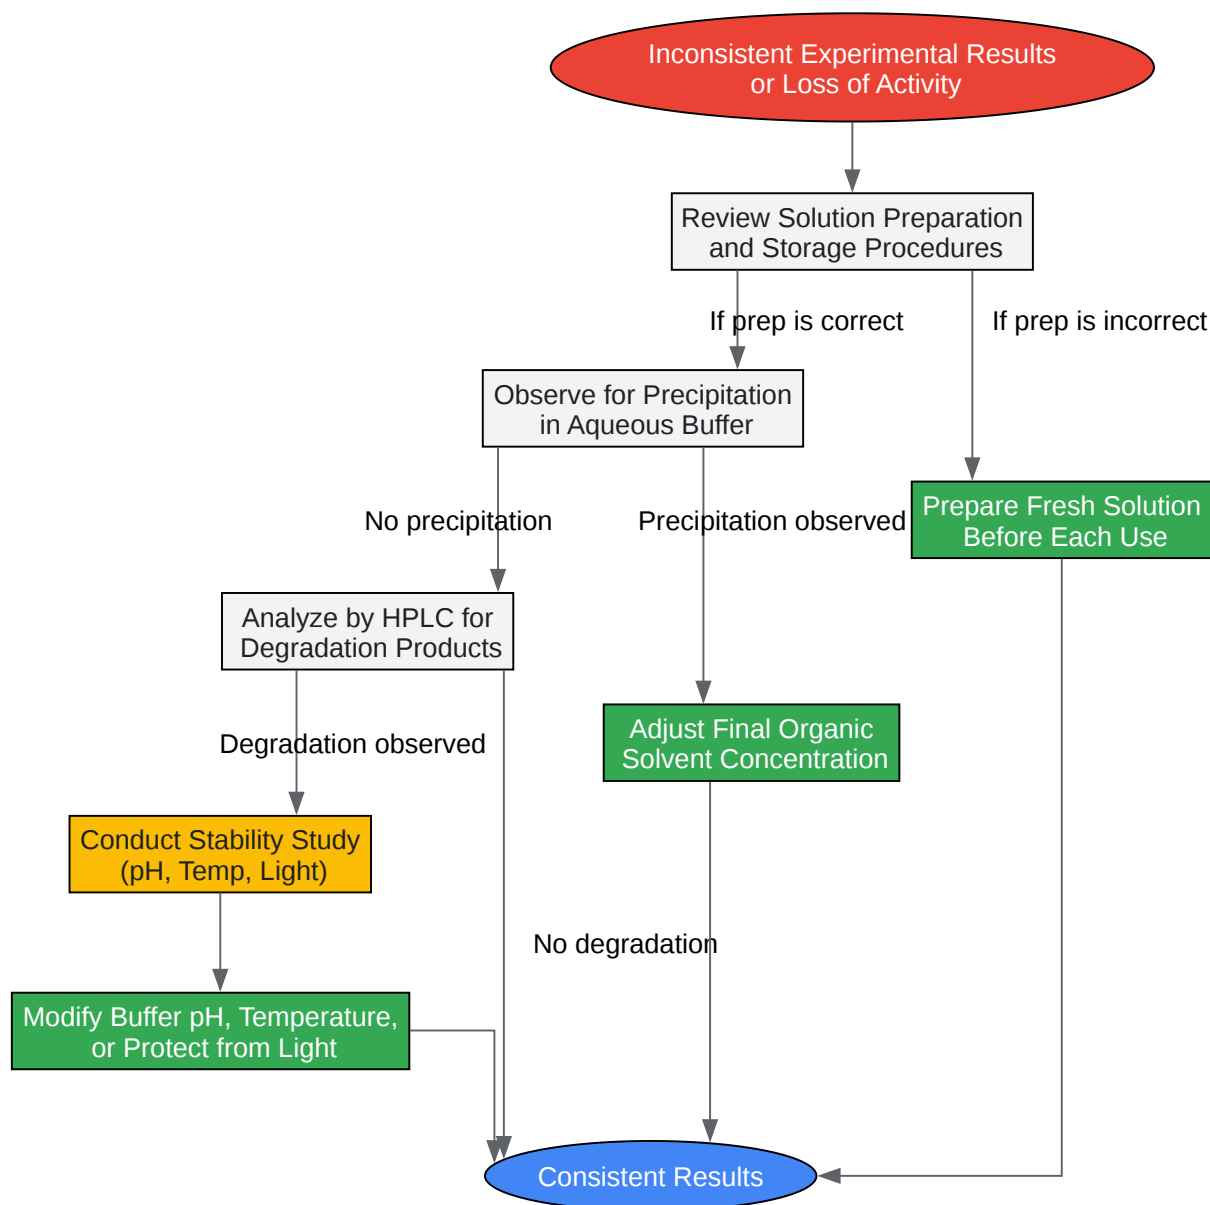 Inconsistent Experimental Results
or Loss of Activity
Review Solution Preparation
and Storage Procedures
If prep is correct
If prep is incorrect
Observe for Precipitation
in Aqueous Buffer
No precipitation
Precipitation observed
Prepare Fresh Solution
Before Each Use
Analyze by HPLC for
Degradation Products
Adjust Final Organic
Solvent Concentration
Degradation observed
Conduct Stability Study
(pH, Temp, Light)
No degradation
Modify Buffer pH, Temperature,
or Protect from Light
Consistent Results